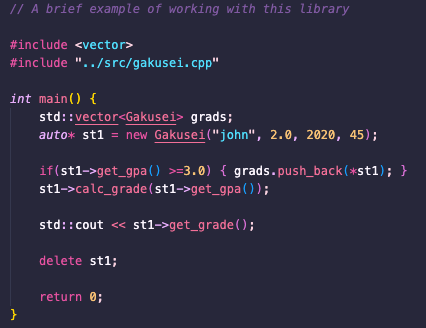 // A brief example of working with this library
#include <vector>
#include "../src/gakusei.cpp"
int main() {
std::vector<Gakusei> grads;
auto* st1 = new Gakusei("john", 2.0, 2020, 45);
if(st1->get_gpa() >=3.0) { grads.push_back(*st1); }
st1->calc_grade(st1->get_gpa());
std::cout << st1->get_grade();
delete st1;
return 0;
}